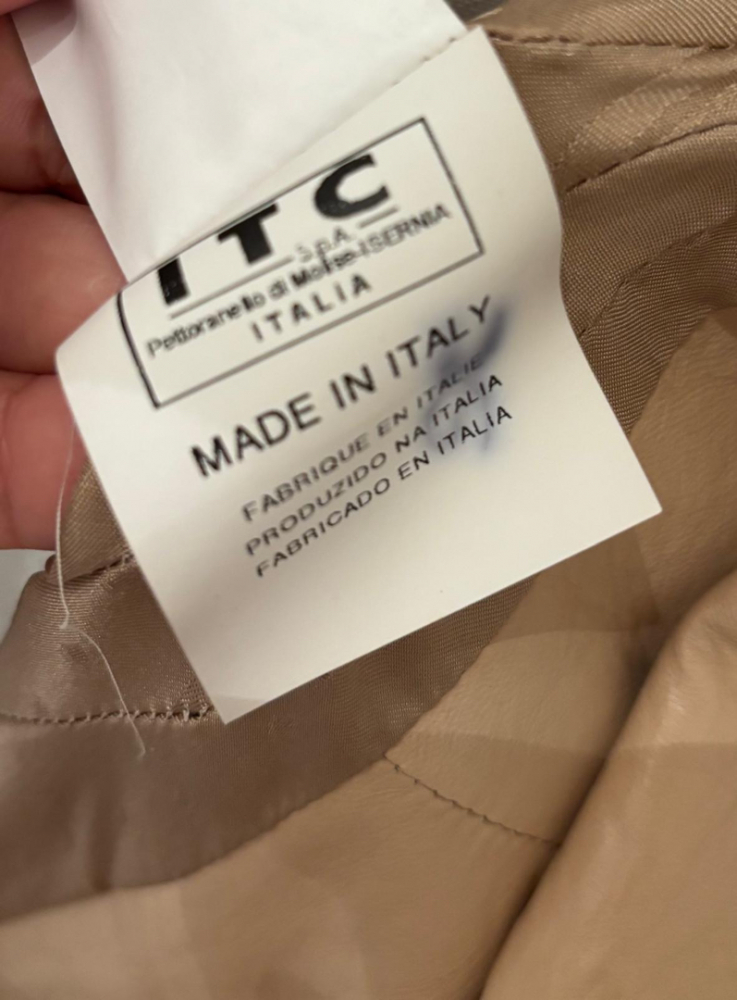 ITC
S.p.A.
Pettoranello di Molise-ISERNIA
ITALIA
MADE IN ITALY
FABRIQUE EN ITALIE
PRODUZIDO NA ITALIA
FABRICADO EN ITALIA